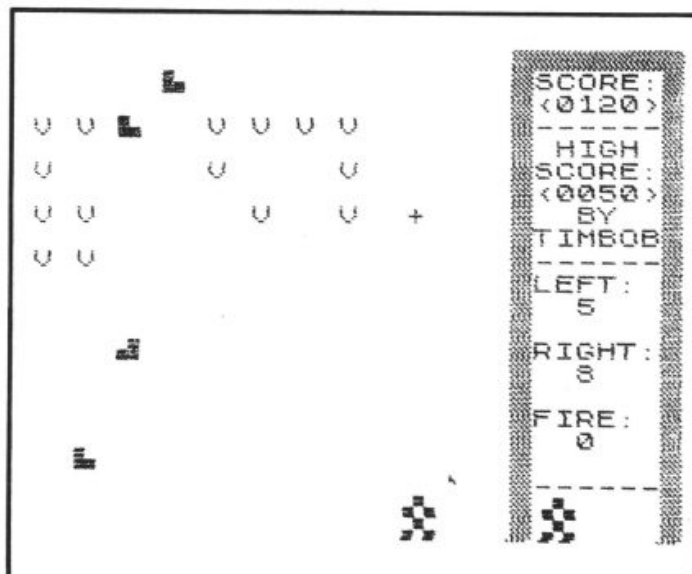 SCORE:
<0120>
HIGH
SCORE:
<0050>
BY
TIMBOB
LEFT:
5
RIGHT:
8
FIRE:
0